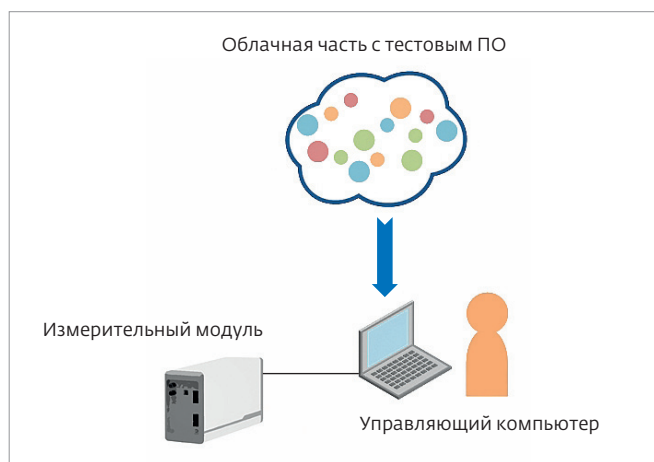 Облачная часть с тестовым ПО
Измерительный модуль
Управляющий компьютер